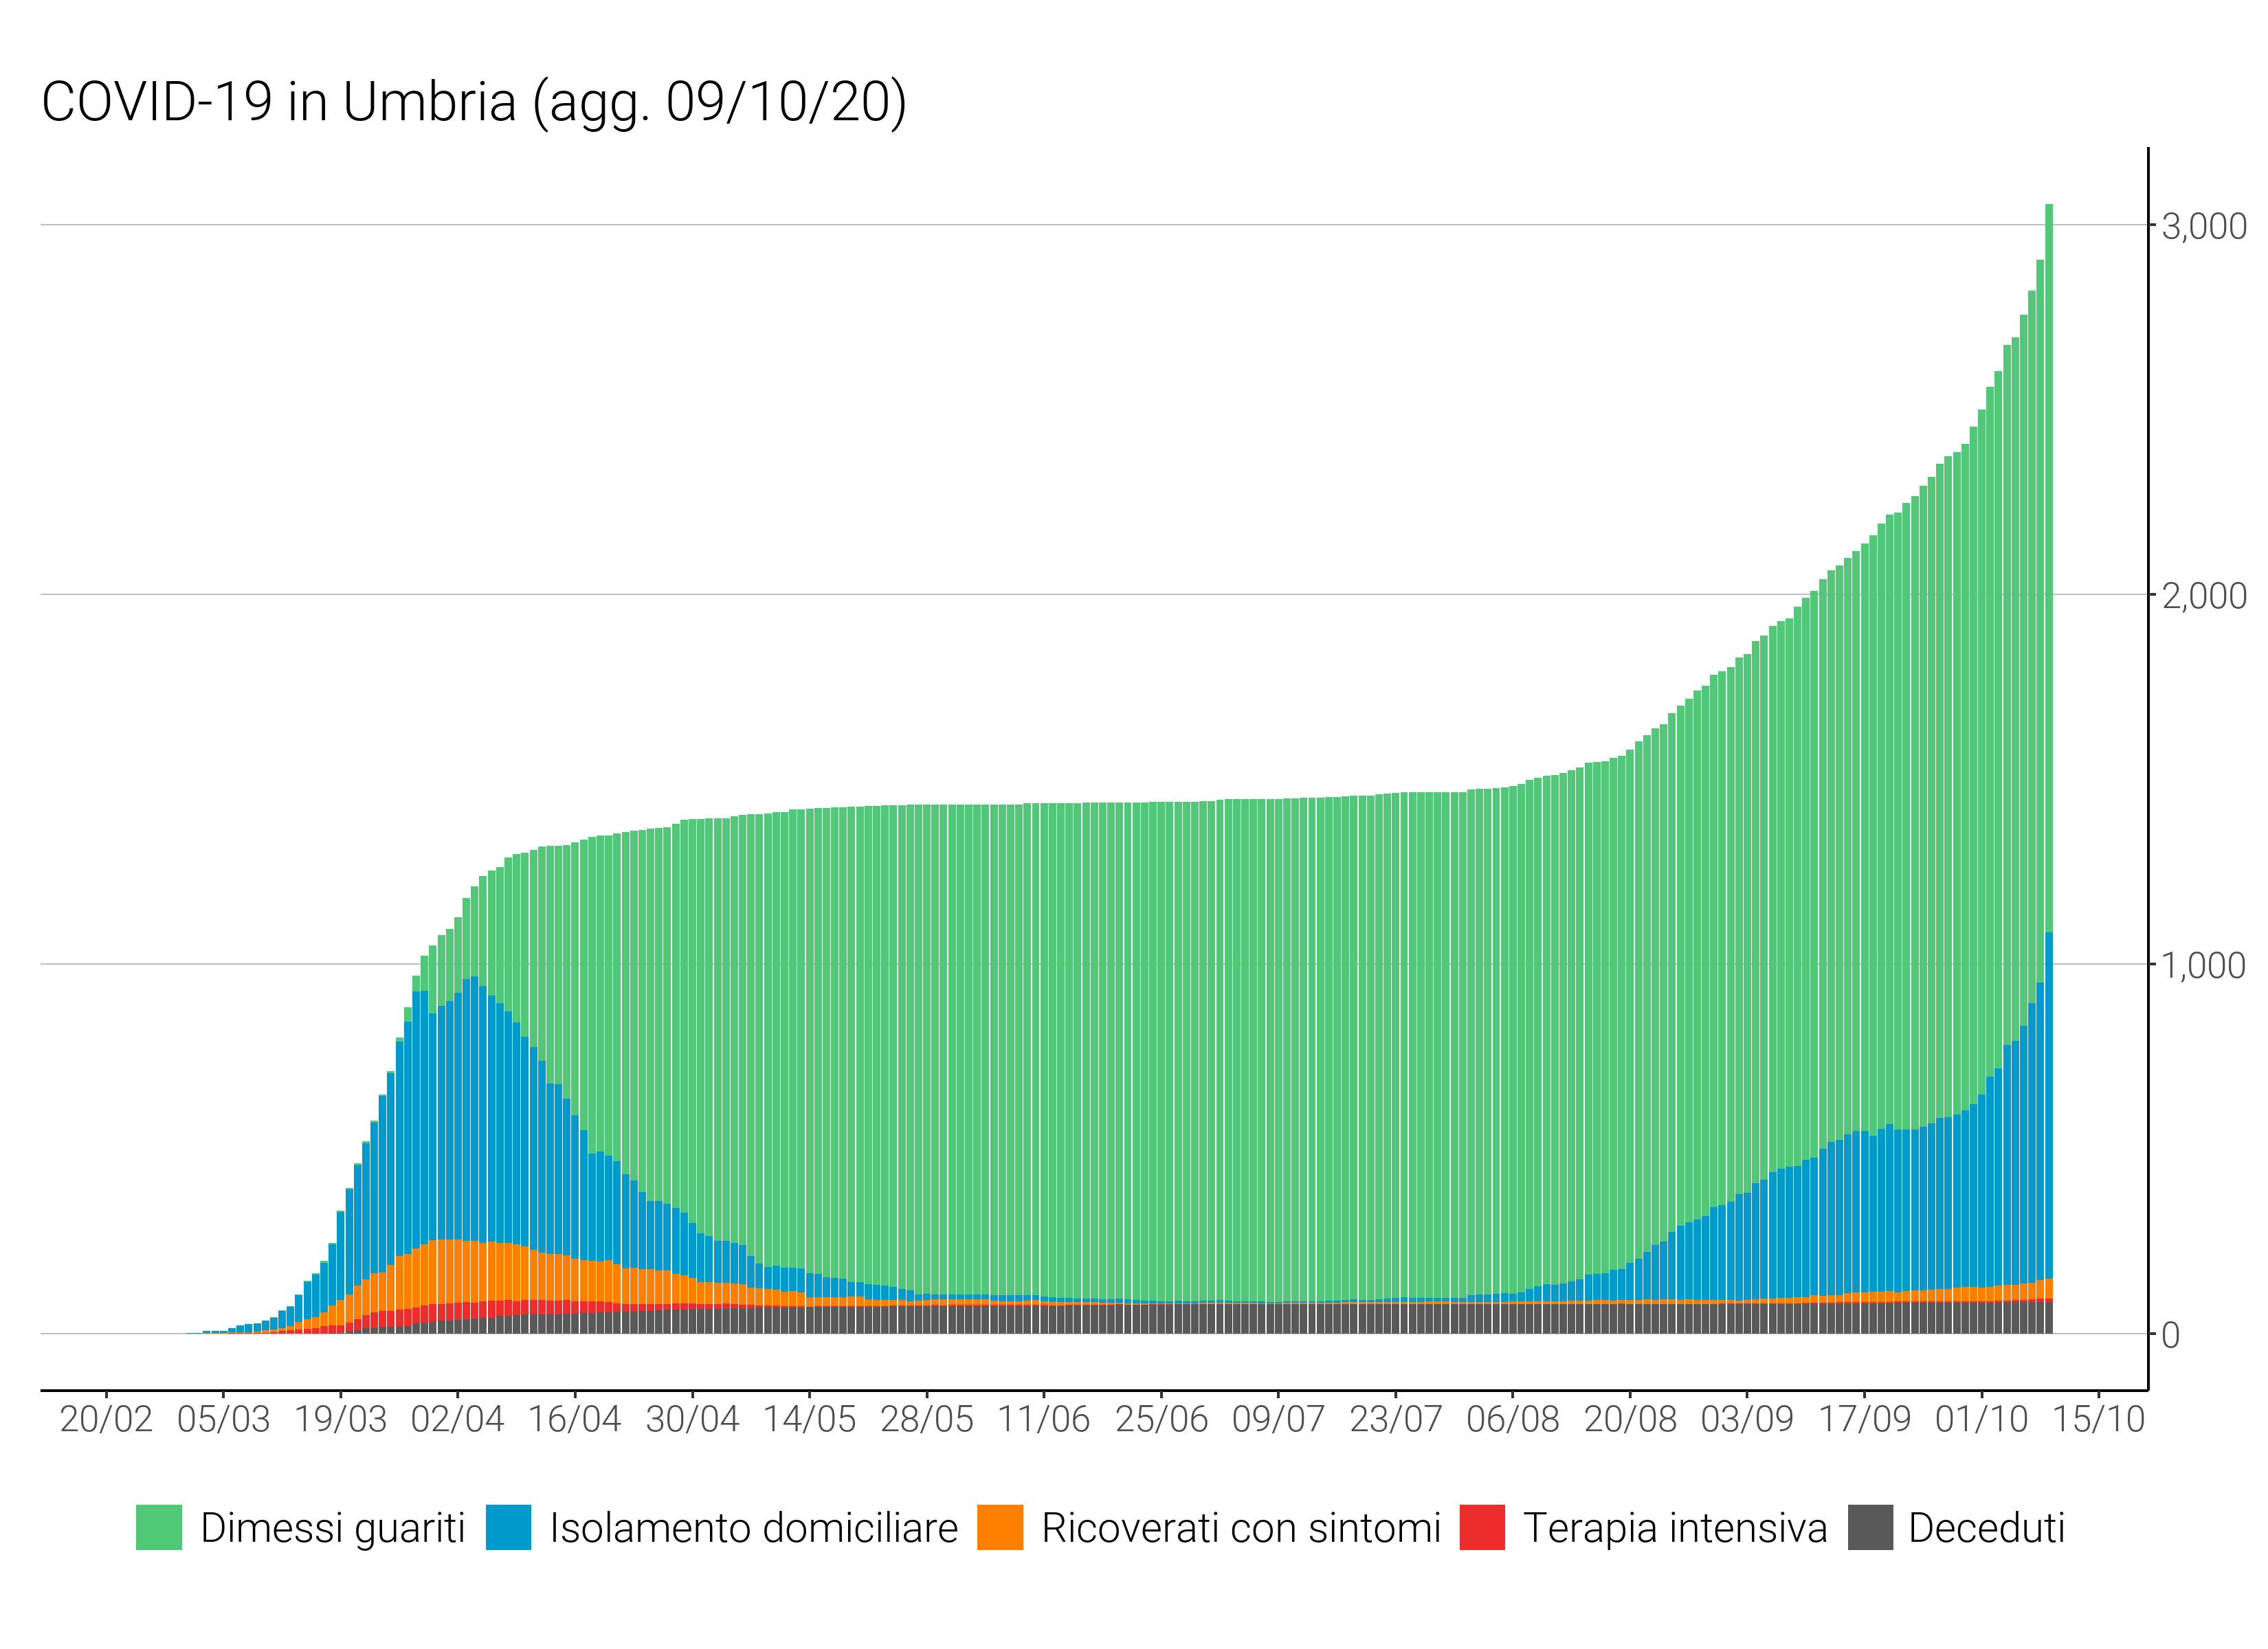 COVID-19 in Umbria (agg. 09/10/20)
3,000
2,000
1,000
0
20/02 05/03 19/03 02/04 16/04 30/04 14/05 28/05 11/06 25/06 09/07 23/07 06/08 20/08 03/09 17/09 01/10 15/10
Dimessi guariti Isolamento domiciliare Ricoverati con sintomi Terapia intensiva Deceduti